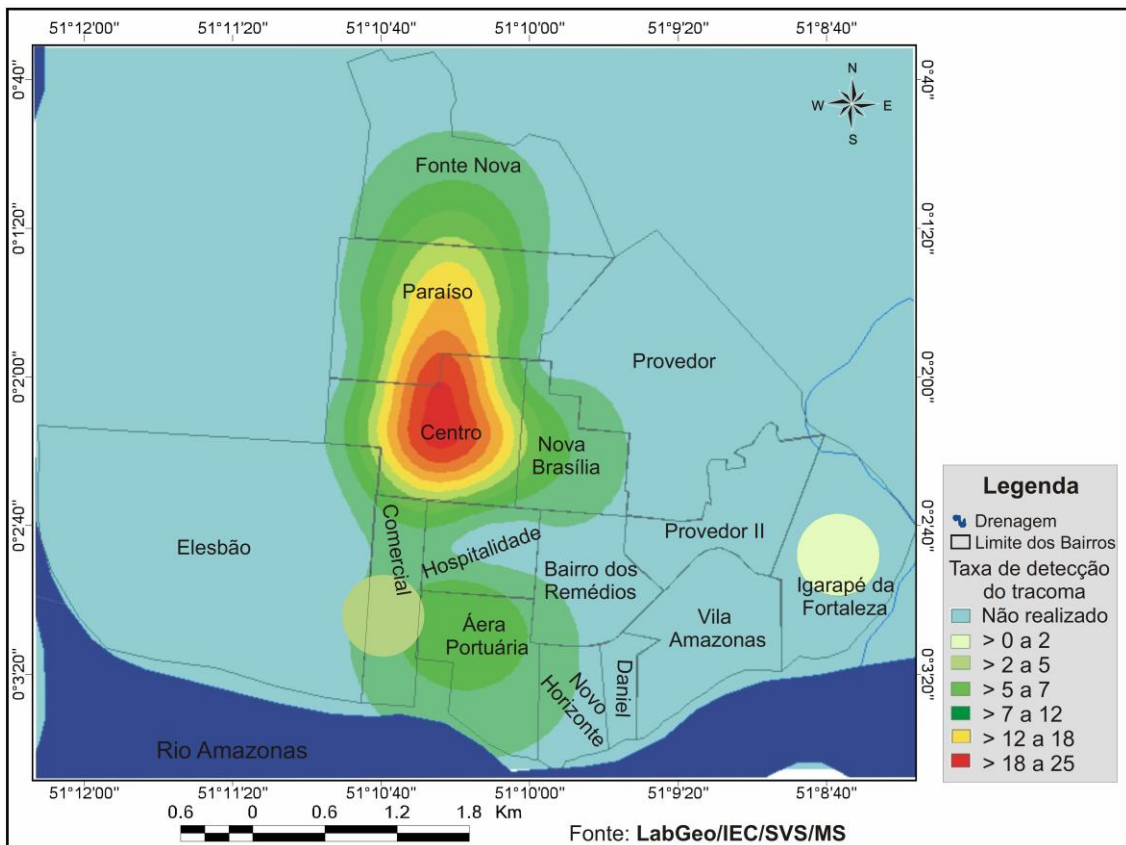 51°12'00" 51°11'20" 51°10'40" 51°10'00" 51°9'20" 51°8'40"
0°40" 0°40"
N
W E
S
Fonte Nova
0°1'20" 0°1'20"
Paraíso
Provedor
0°2'00" 0°2'00"
Centro
Nova
Brasília
0°2'40" 0°2'40"
Elesbão
Comercial
Hospitalidade
Bairro dos
Remédios
Provedor II
Igarapé da
Fortaleza
Áera
Portuária
Vila
Amazonas
Novo
Horizonte
Daniel
0°3'20" 0°3'20"
Rio Amazonas
Legenda
Drenagem
Limite dos Bairros
Taxa de detecção
do tracoma
Não realizado
> 0 a 2
> 2 a 5
> 5 a 7
> 7 a 12
> 12 a 18
> 18 a 25
51°12'00" 51°11'20" 51°10'40" 51°10'00" 51°9'20" 51°8'40"
0.6 0 0.6 1.2 1.8 Km
Fonte: LabGeo/IEC/SVS/MS